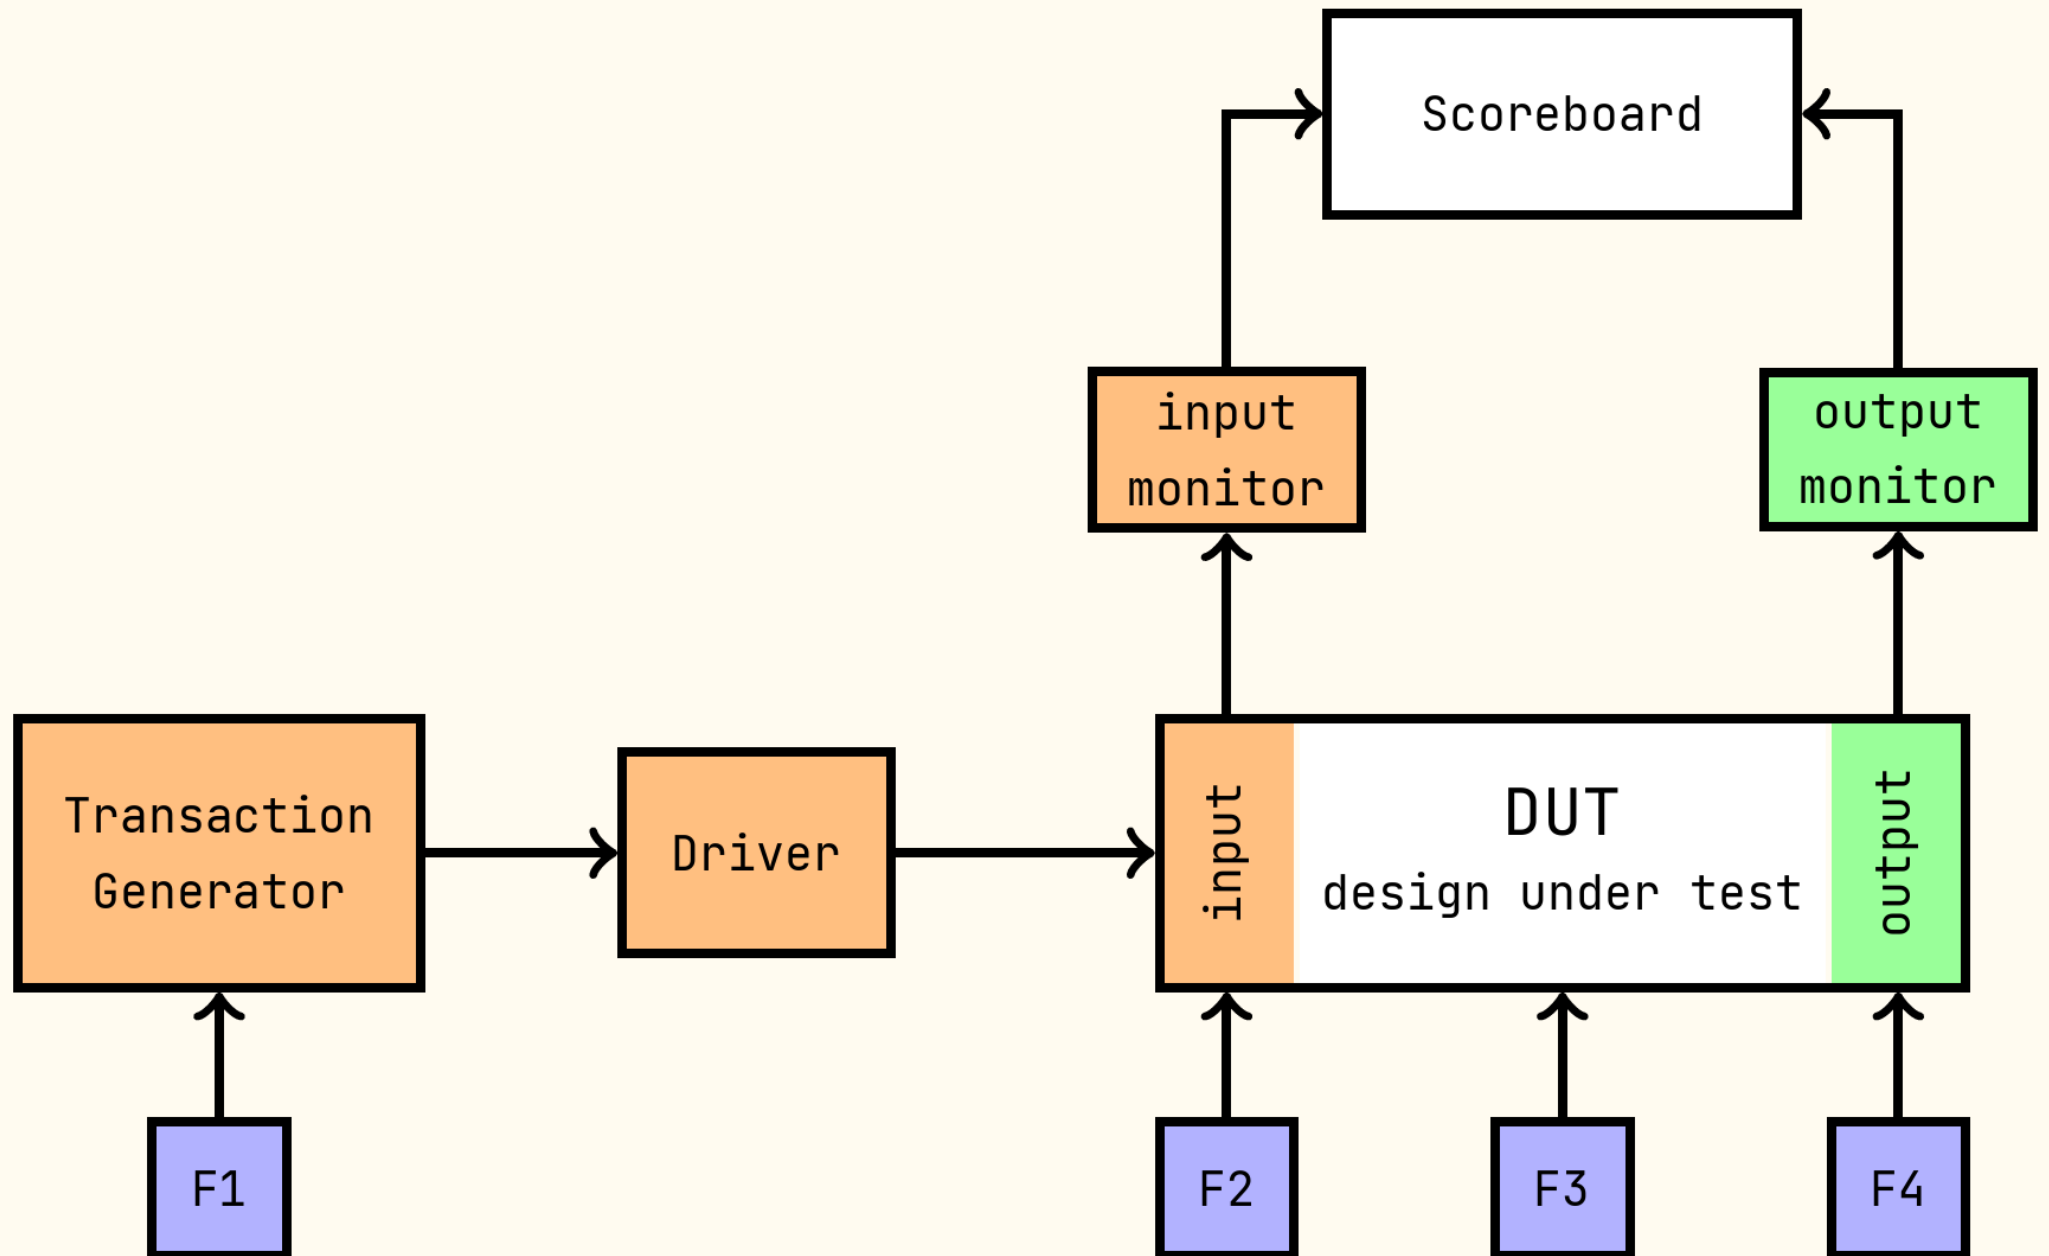 Scoreboard
input
monitor
output
monitor
Transaction
Generator
Driver
input
DUT
design under test
output
F1
F2
F3
F4